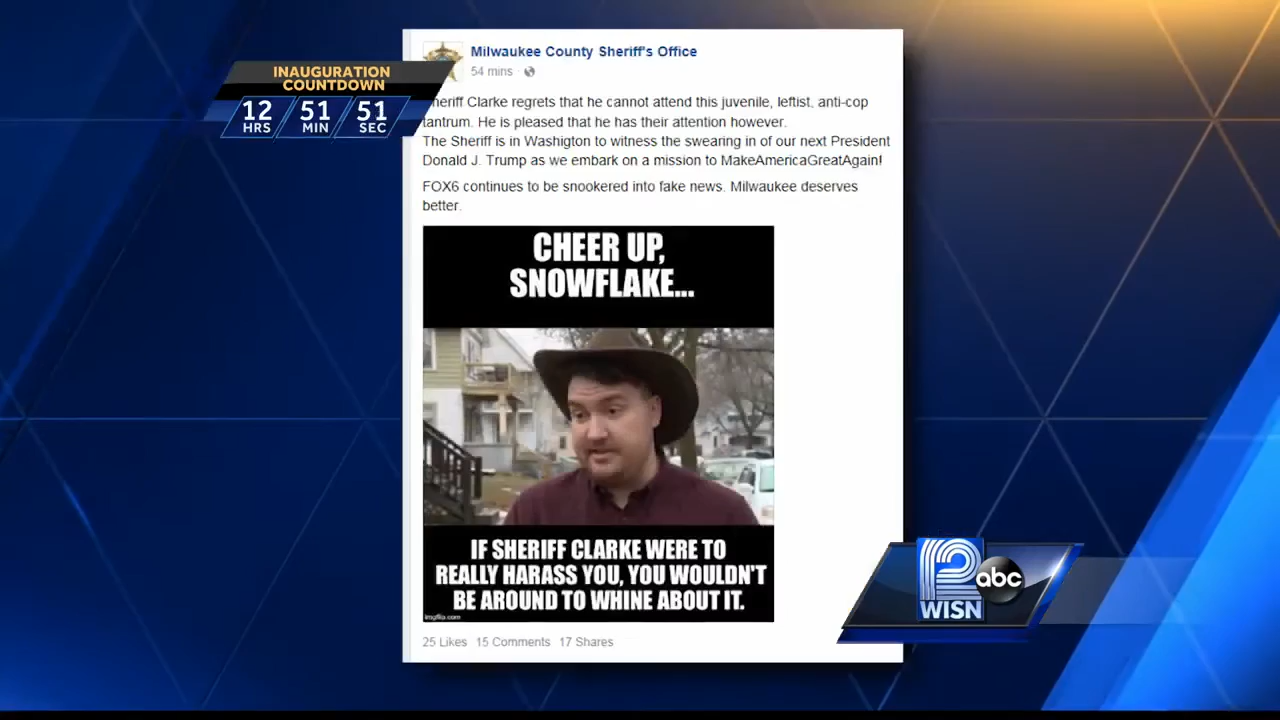 Milwaukee County Sheriff's Office
54 mins
INAUGURATION
COUNTDOWN
12 51 51
HRS MIN SEC
Clarke regrets that he cannot attend this juvenile, leftist, anti-cop
tantrum. He is pleased that he has their attention however.
The Sheriff is in Washigton to witness the swearing in of our next President
Donald J. Trump as we embark on a mission to MakeAmericaGreatAgain!
FOX6 continues to be snookered into fake news. Milwaukee deserves
better.
CHEER UP,
SNOWFLAKE...
IF SHERIFF CLARKE WERE TO
REALLY HARASS YOU, YOU WOULDN'T
BE AROUND TO WHINE ABOUT IT.
imgflip.com
25 Likes 15 Comments 17 Shares
12 abc
WISN